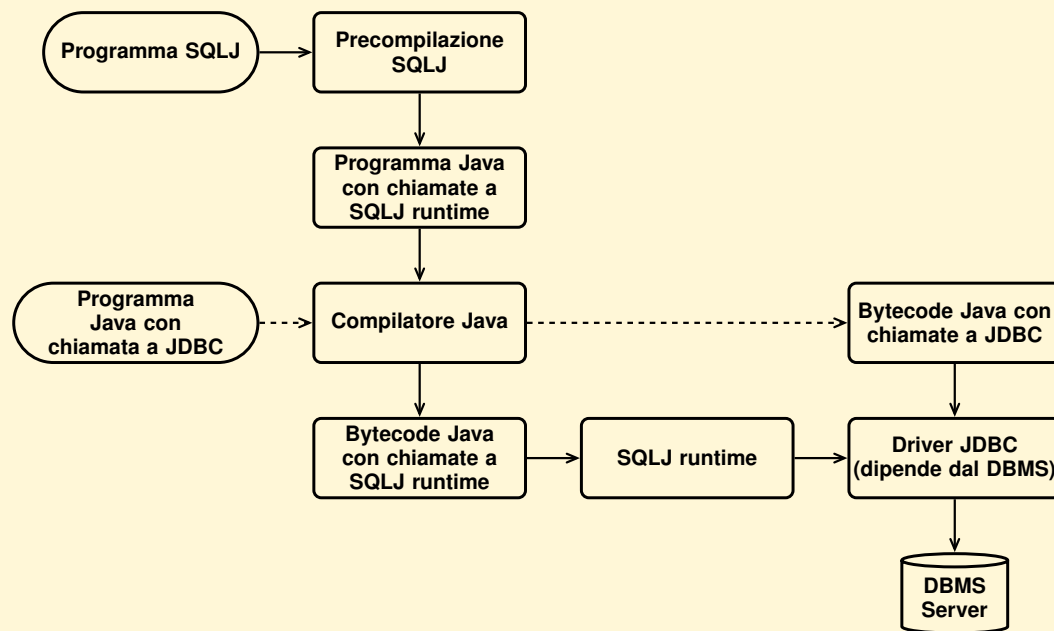 Programma SQLJ
Precompilazione
SQLJ
Programma Java
con chiamate a
SQLJ runtime
Programma
Java con
chiamata a JDBC
Compilatore Java
Bytecode Java con
chiamate a JDBC
Bytecode Java
con chiamate a
SQLJ runtime
SQLJ runtime
Driver JDBC
(dipende dal DBMS)
DBMS
Server